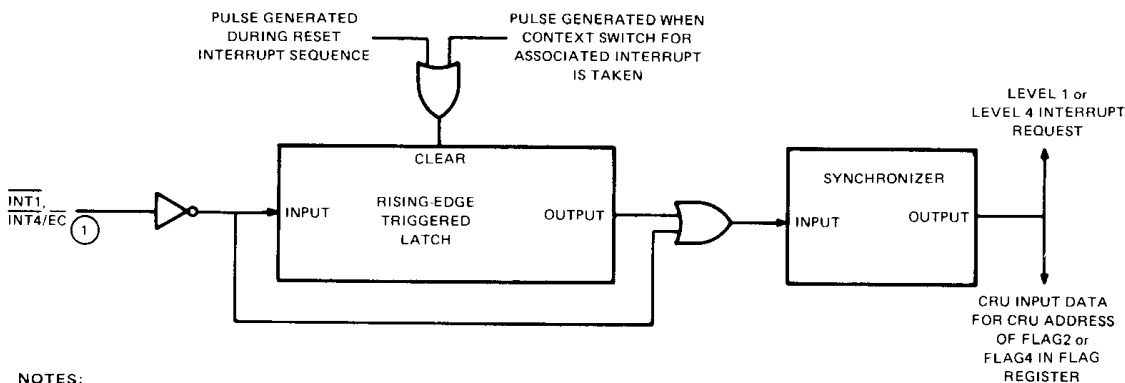 PULSE GENERATED
DURING RESET
INTERRUPT SEQUENCE
PULSE GENERATED WHEN
CONTEXT SWITCH FOR
ASSOCIATED INTERRUPT
IS TAKEN
LEVEL 1 or
LEVEL 4 INTERRUPT
REQUEST
CLEAR
SYNCHRONIZER
INT1,
INT4/EC
1
INPUT
RISING-EDGE
TRIGGERED
LATCH
OUTPUT
INPUT
OUTPUT
CRU INPUT DATA
FOR CRU ADDRESS
OF FLAG2 or
FLAG4 IN FLAG
REGISTER
NOTES: